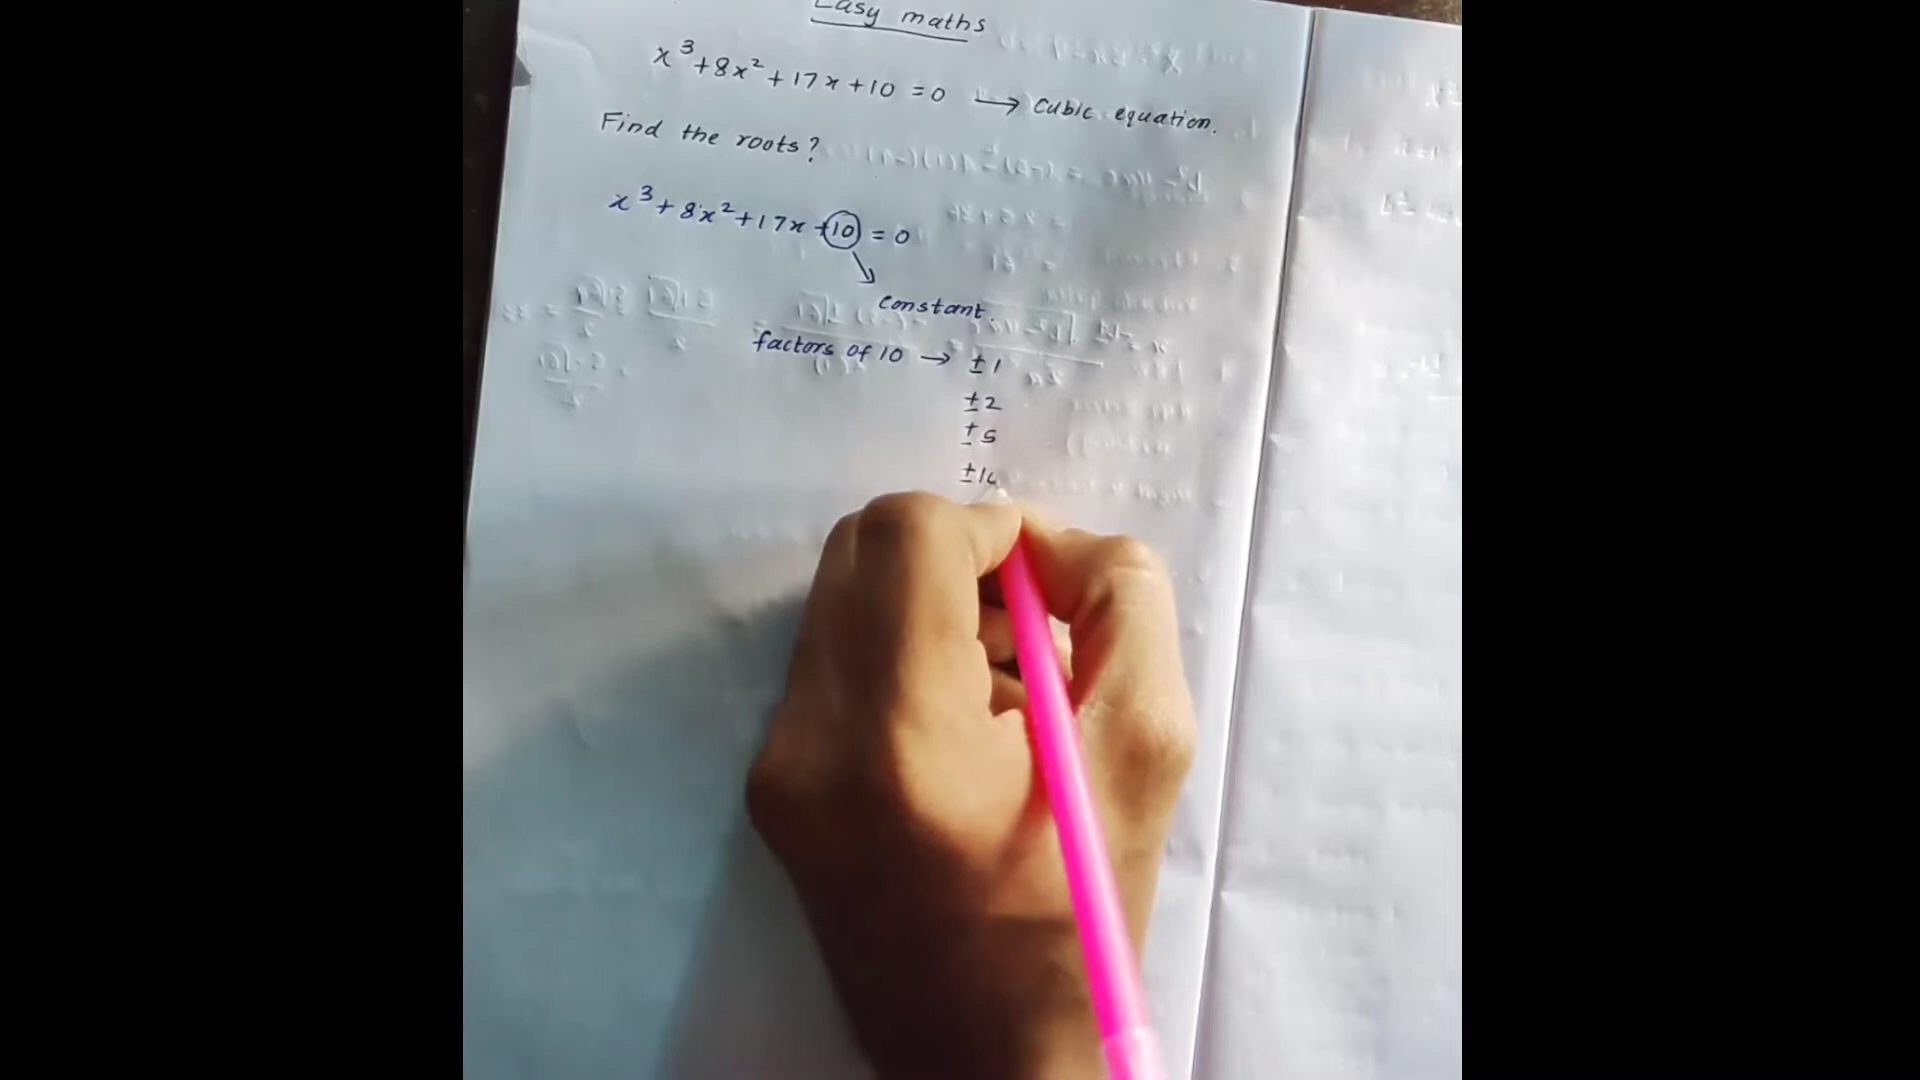 Easy maths
x³+8x²+17x+10 = 0 → Cubic equation.
Find the roots?
x³+8x²+17x+10 = 0
Constant.
factors of 10 → ±1
±2
±5
±10